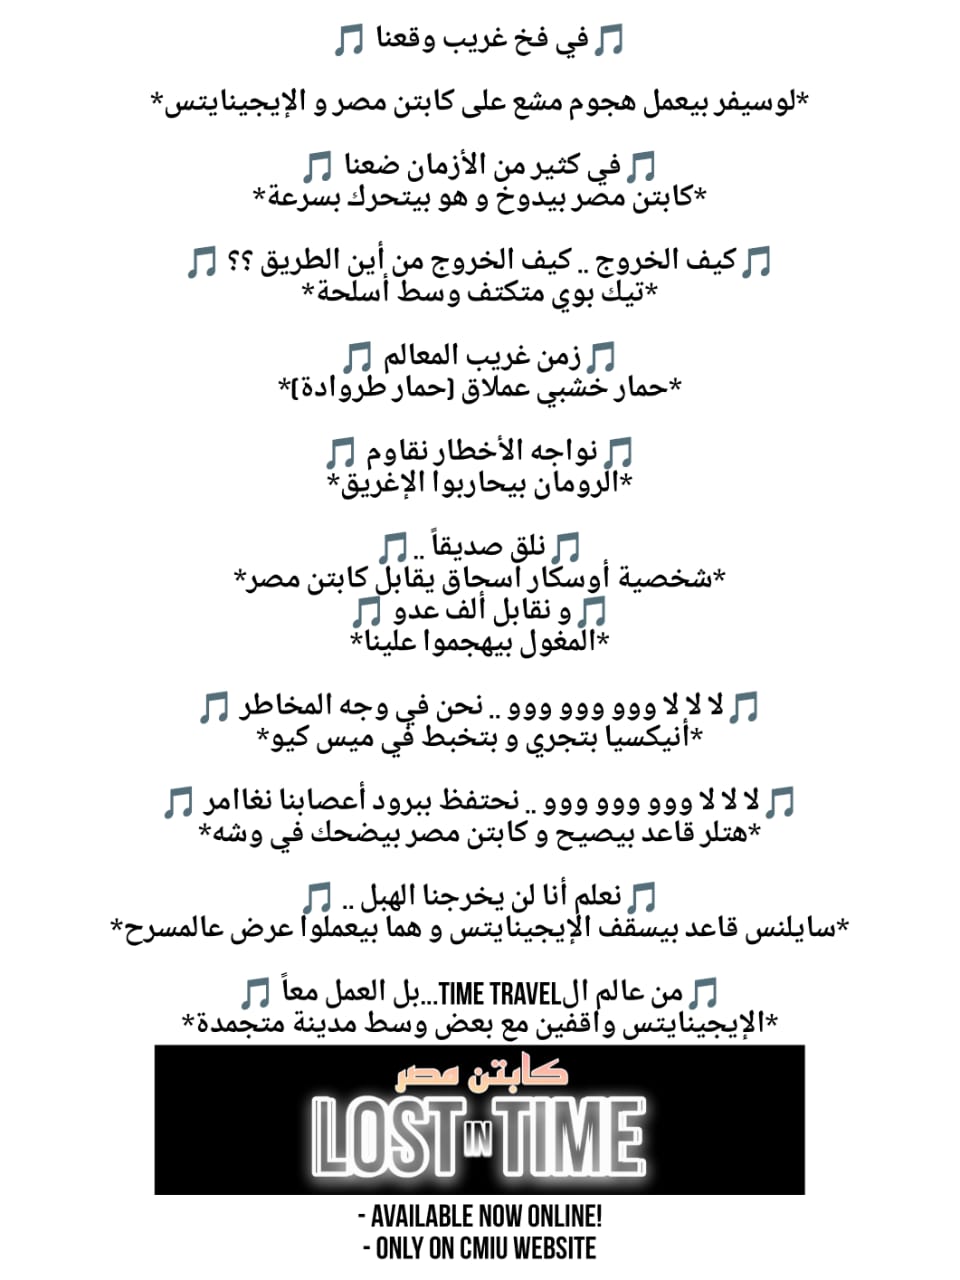 🎵في فخ غريب وقعنا 🎵
*لوسيفر بيعمل هجوم مشع على كابتن مصر و الإيجينايتس*
🎵في كثير من الأزمان ضعنا 🎵
*كابتن مصر بيدوخ و هو بيتحرك بسرعة*
🎵كيف الخروج .. كيف الخروج من أين الطريق ؟؟ 🎵
*تيك بوي متكتف وسط أسلحة*
🎵زمن غريب المعالم 🎵
*حمار خشبي عملاق (حمار طروادة)*
🎵نواجه الأخطار نقاوم 🎵
*الرومان بيحاربوا الإغريق*
🎵نلق صديقاً ..🎵
*شخصية أوسكار اسحاق يقابل كابتن مصر*
🎵و نقابل ألف عدو 🎵
*المغول بيهجموا علينا*
🎵لا لا لا ووو ووو ووو .. نحن في وجه المخاطر 🎵
*أنيكسيا بتجري و بتخبط في ميس كيو*
🎵لا لا لا ووو ووو ووو .. نحتفظ ببرود أعصابنا نغاامر 🎵
*هتلر قاعد بيصيح و كابتن مصر بيضحك في وشه*
🎵نعلم أنا لن يخرجنا الهبل .. 🎵
*سايلنس قاعد بيسقف الإيجينايتس و هما بيعملوا عرض عالمسرح*
🎵من عالم الTIME TRAVEL...بل العمل معاً 🎵
*الإيجينايتس واقفين مع بعض وسط مدينة متجمدة*
كابتن مصر
LOST IN TIME
- AVAILABLE NOW ONLINE!
- ONLY ON CMIU WEBSITE